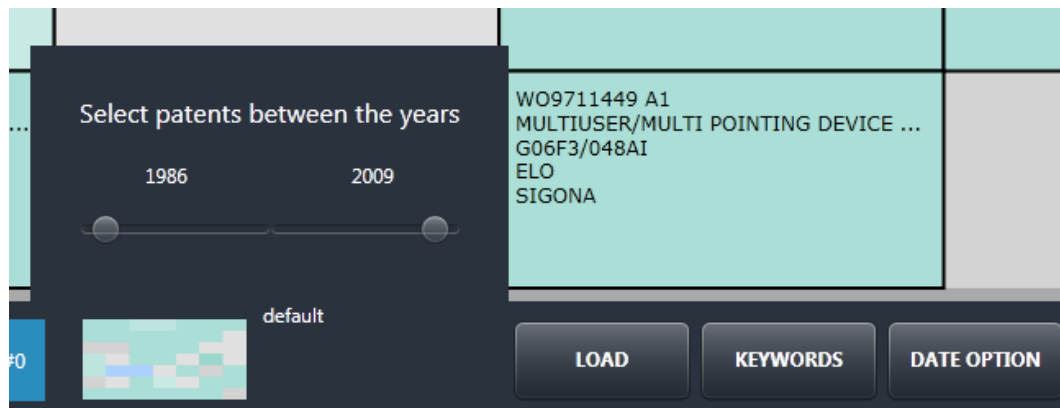 ...
Select patents between the years
1986 2009
WO9711449 A1
MULTIUSER/MULTI POINTING DEVICE ...
G06F3/048AI
ELO
SIGONA
#0
default
LOAD KEYWORDS DATE OPTION